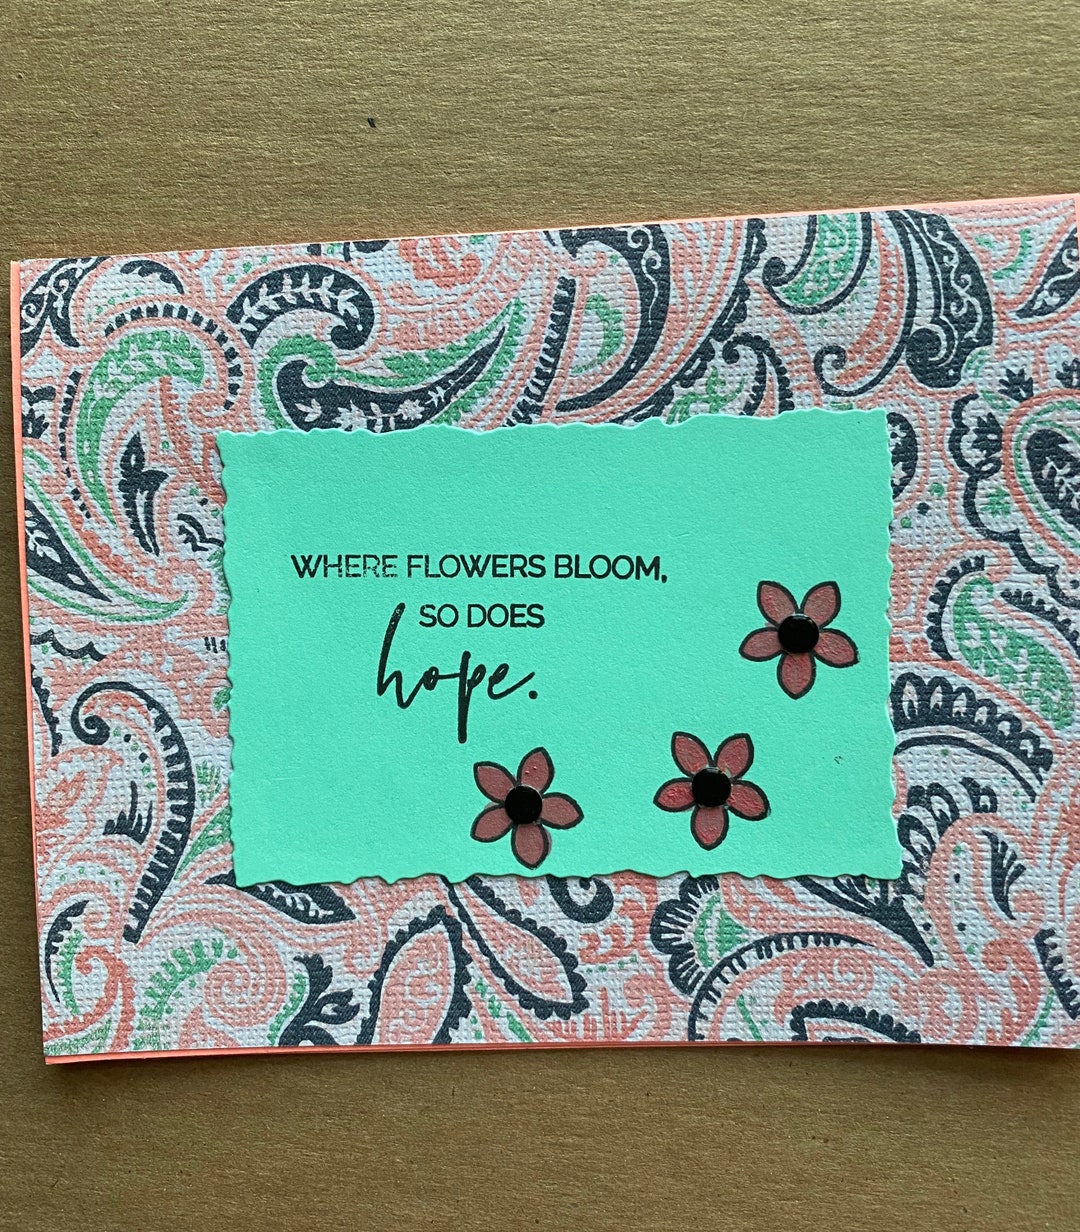 WHERE FLOWERS BLOOM,
SO DOES
hope.